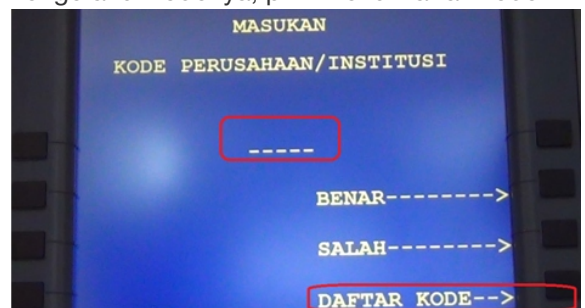 MASUKAN
KODE PERUSAHAAN/INSTITUSI
-----
BENAR-------->
SALAH-------->
DAFTAR KODE-->